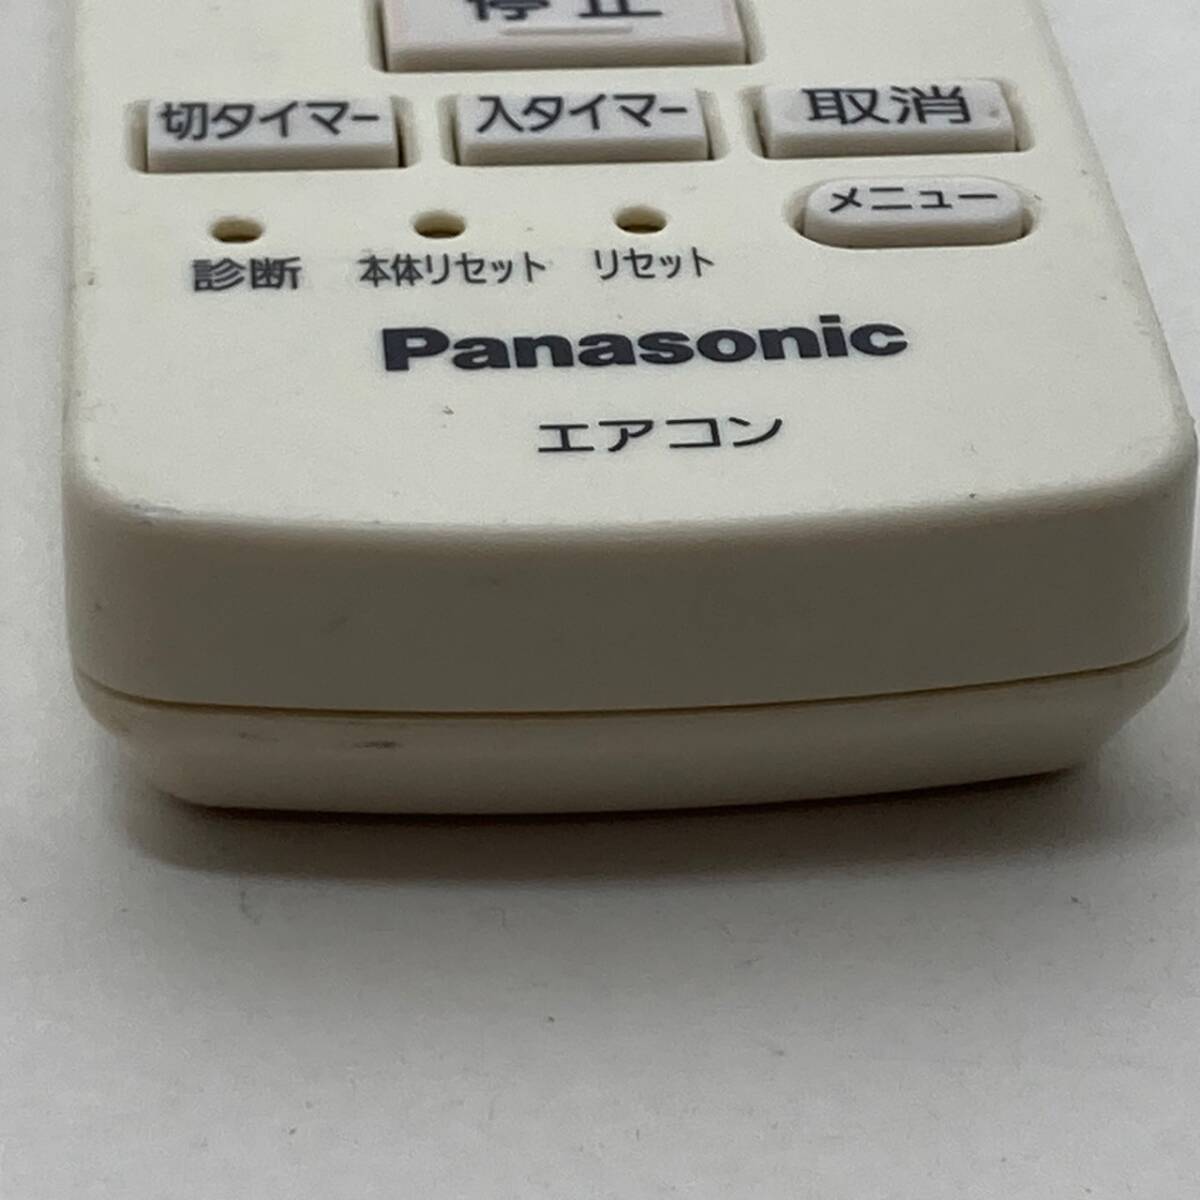 停止
切タイマー 入タイマー 取消
メニュー
診断 本体リセット リセット
Panasonic
エアコン